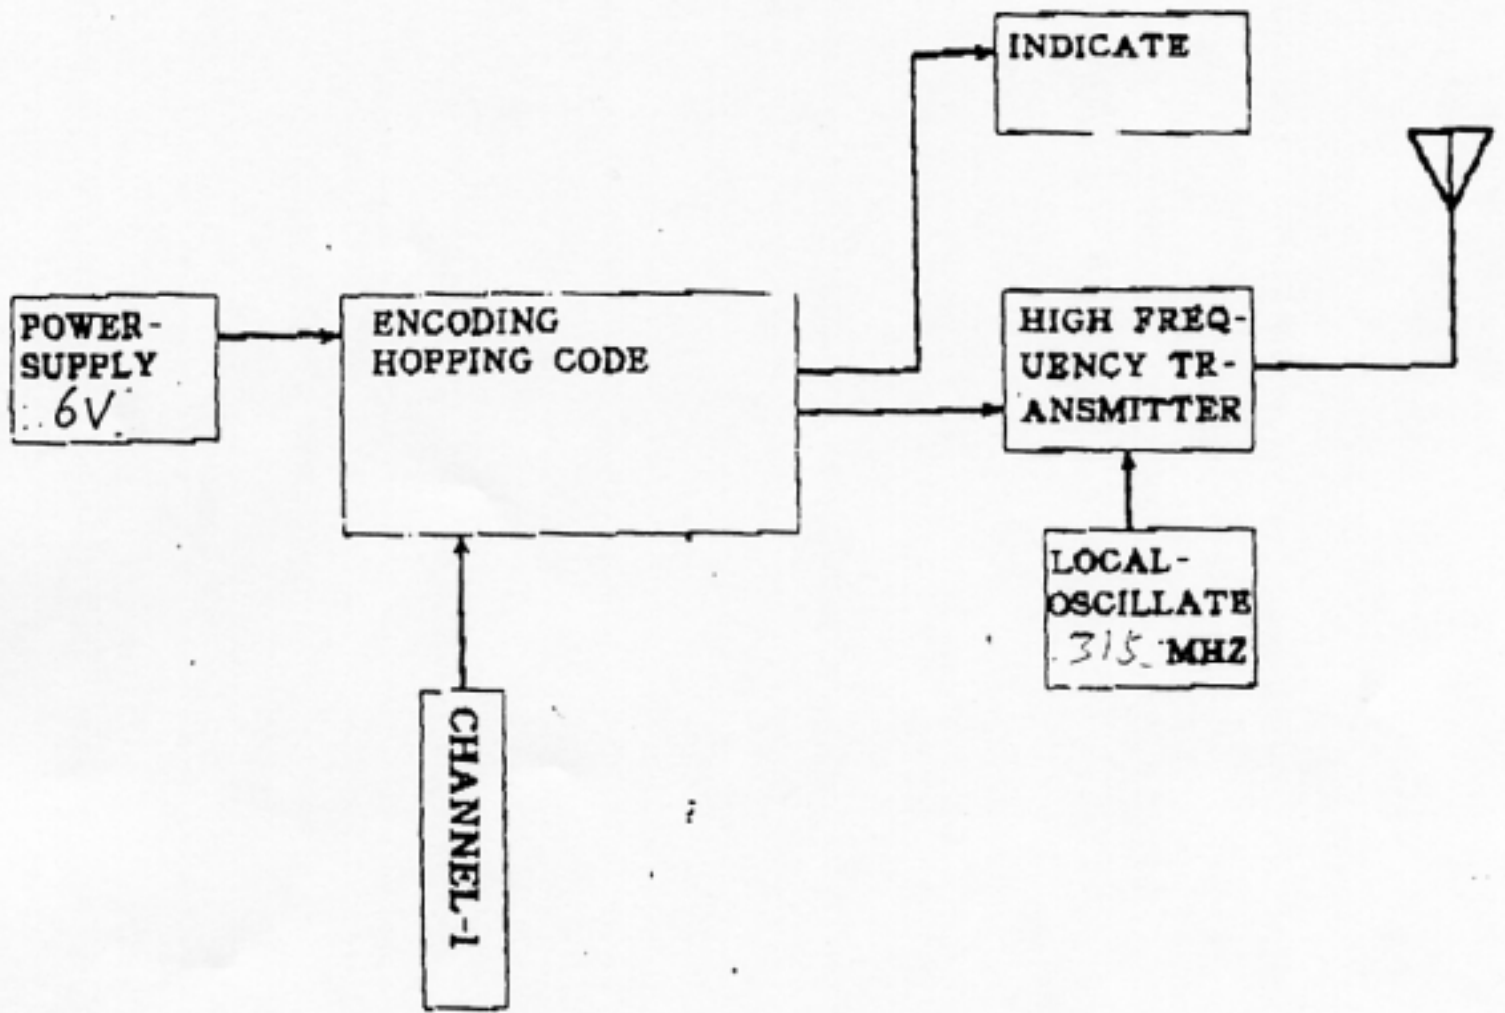 INDICATE
POWER-
SUPPLY
6V
ENCODING
HOPPING CODE
HIGH FREQ-
UENCY TR-
ANSMITTER
LOCAL-
OSCILLATE
315 MHZ
CHANNEL-1